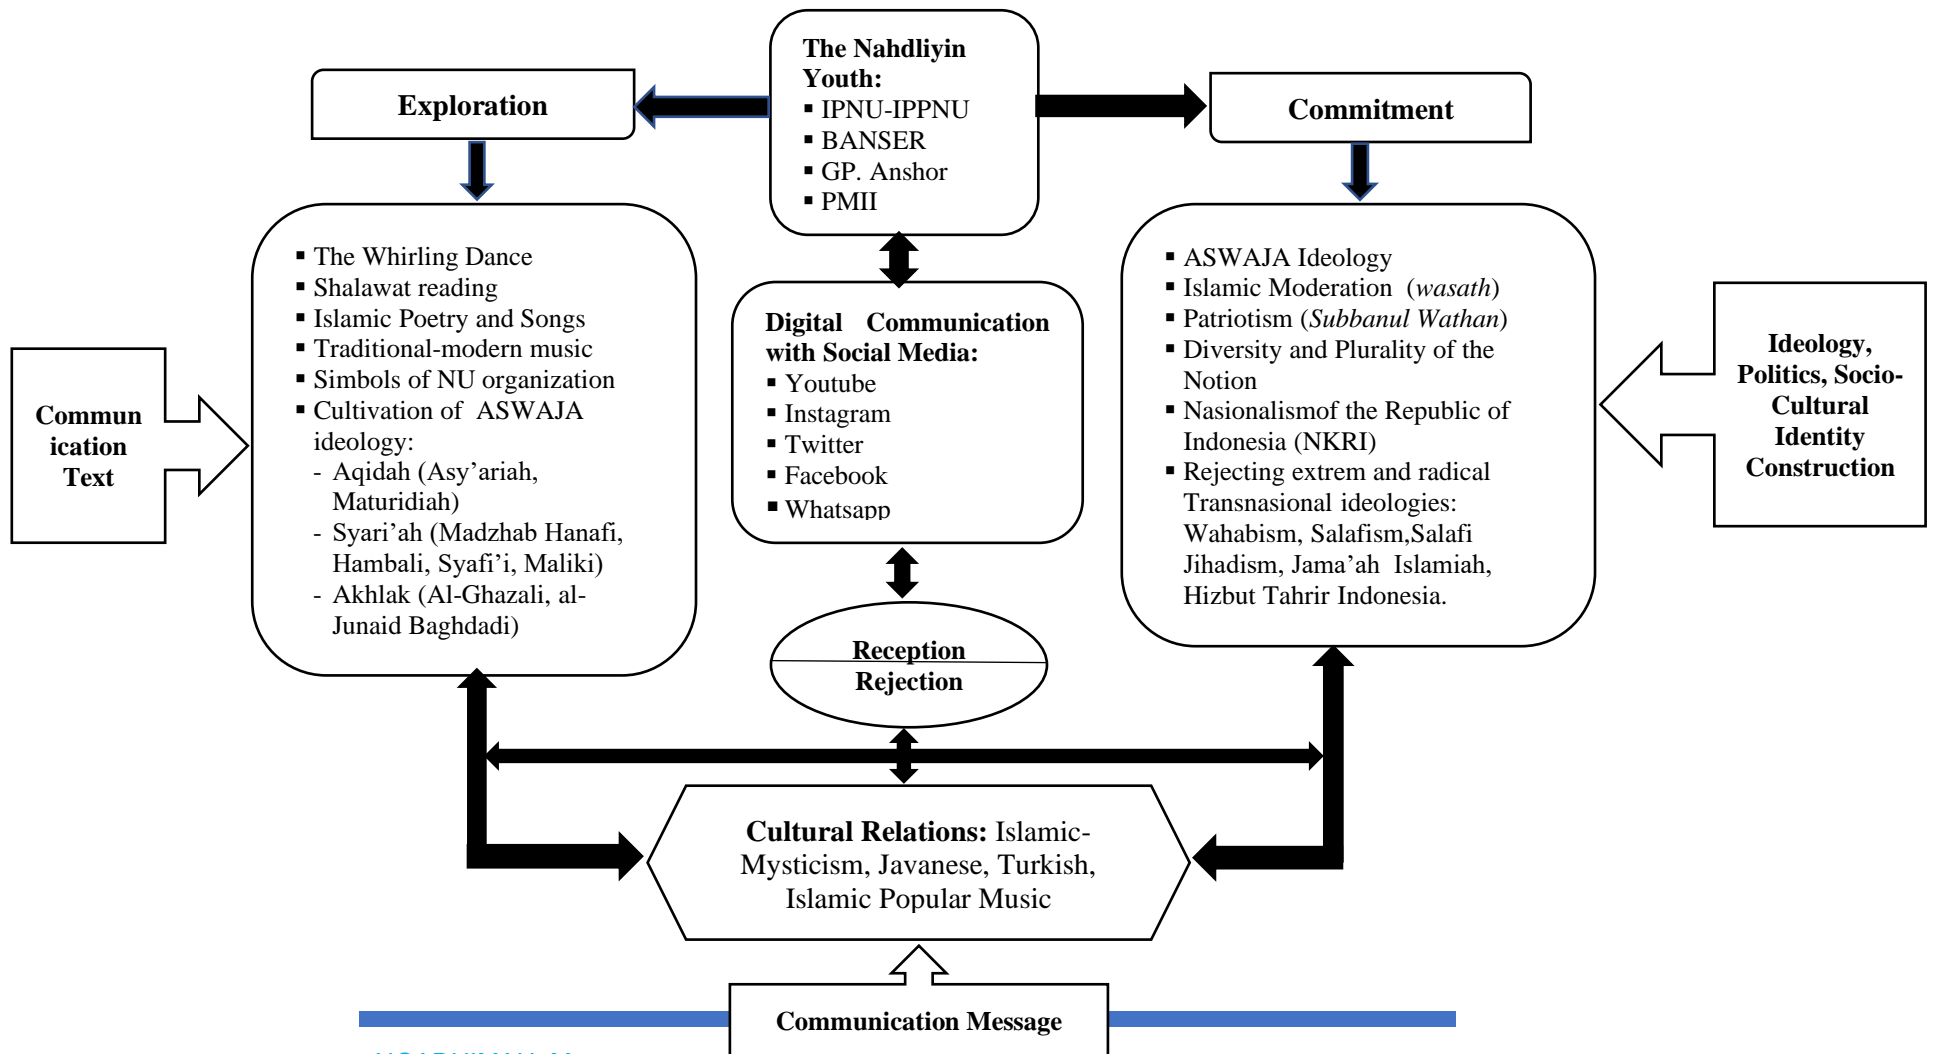 The Nahdliyin
Youth:
▪ IPNU-IPPNU
▪ BANSER
▪ GP. Anshor
▪ PMII
Exploration
Commitment
▪ The Whirling Dance
▪ Shalawat reading
▪ Islamic Poetry and Songs
▪ Traditional-modern music
▪ Simbols of NU organization
▪ Cultivation of ASWAJA
ideology:
- Aqidah (Asy’ariah,
Maturidiah)
- Syari’ah (Madzhab Hanafi,
Hambali, Syafi’i, Maliki)
- Akhlak (Al-Ghazali, al-
Junaid Baghdadi)
Commun
ication
Text
Digital Communication
with Social Media:
▪ Youtube
▪ Instagram
▪ Twitter
▪ Facebook
▪ Whatsapp
▪ ASWAJA Ideology
▪ Islamic Moderation (wasath)
▪ Patriotism (Subbanul Wathan)
▪ Diversity and Plurality of the
Notion
▪ Nasionalismof the Republic of
Indonesia (NKRI)
▪ Rejecting extrem and radical
Transnasional ideologies:
Wahabism, Salafism,Salafi
Jihadism, Jama’ah Islamiah,
Hizbut Tahrir Indonesia.
Ideology,
Politics, Socio-
Cultural
Identity
Construction
Reception
Rejection
Cultural Relations: Islamic-
Mysticism, Javanese, Turkish,
Islamic Popular Music
Communication Message